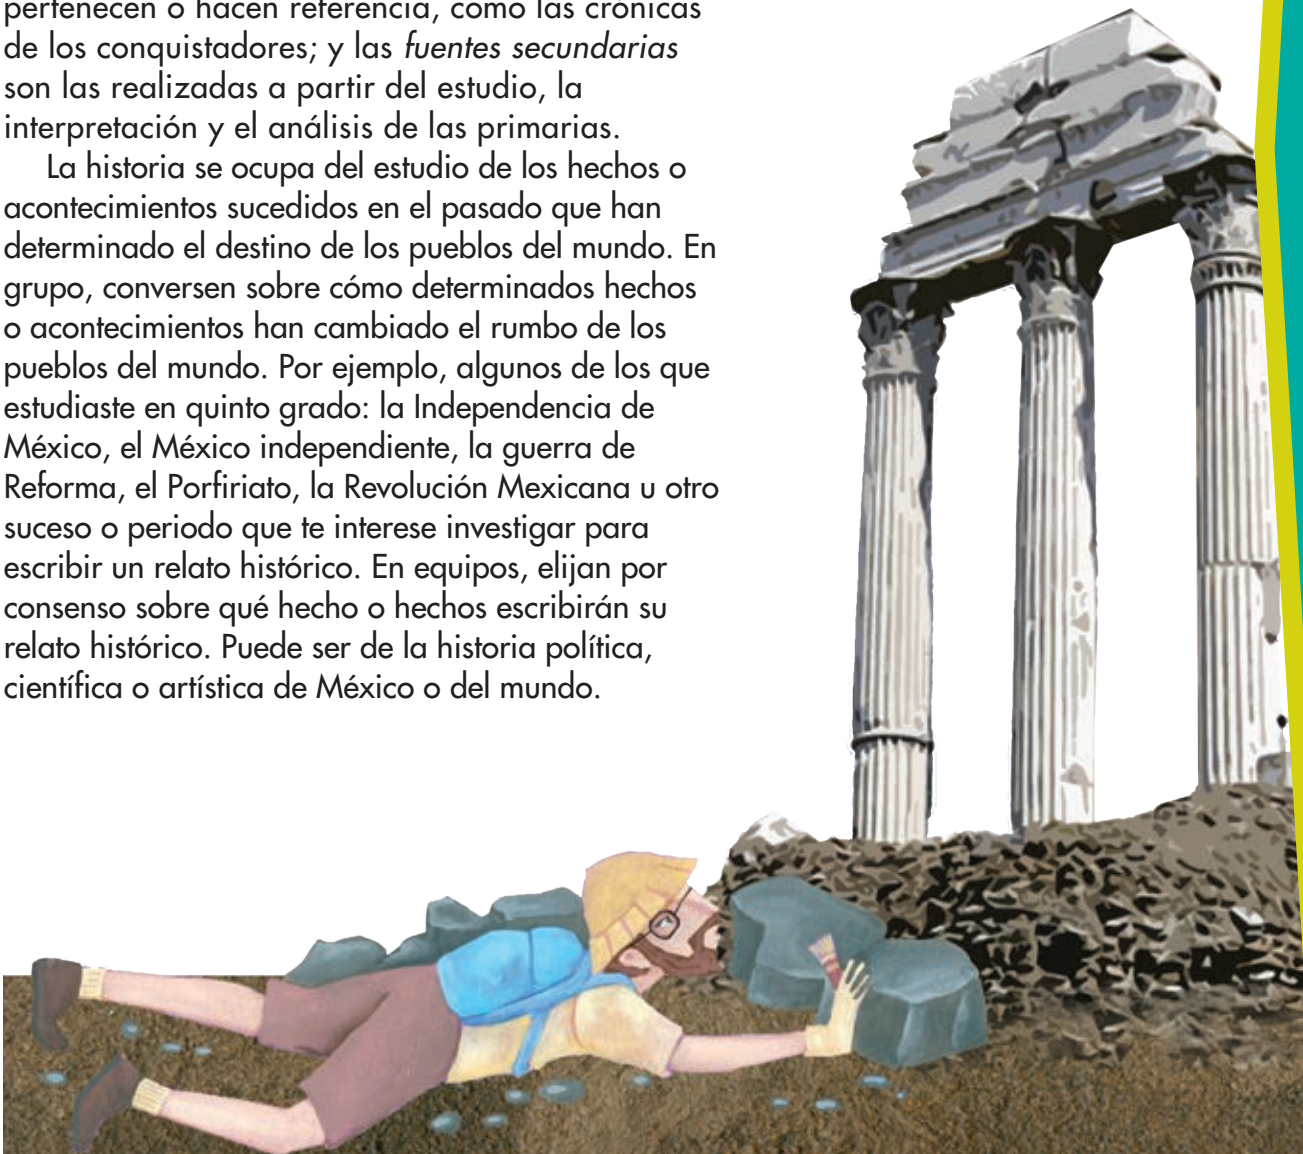 pertenecen o hacen referencia, como las crónicas
de los conquistadores; y las fuentes secundarias
son las realizadas a partir del estudio, la
interpretación y el análisis de las primarias.
La historia se ocupa del estudio de los hechos o
acontecimientos sucedidos en el pasado que han
determinado el destino de los pueblos del mundo. En
grupo, conversen sobre cómo determinados hechos
o acontecimientos han cambiado el rumbo de los
pueblos del mundo. Por ejemplo, algunos de los que
estudiaste en quinto grado: la Independencia de
México, el México independiente, la guerra de
Reforma, el Porfiriato, la Revolución Mexicana u otro
suceso o periodo que te interese investigar para
escribir un relato histórico. En equipos, elijan por
consenso sobre qué hecho o hechos escribirán su
relato histórico. Puede ser de la historia política,
científica o artística de México o del mundo.